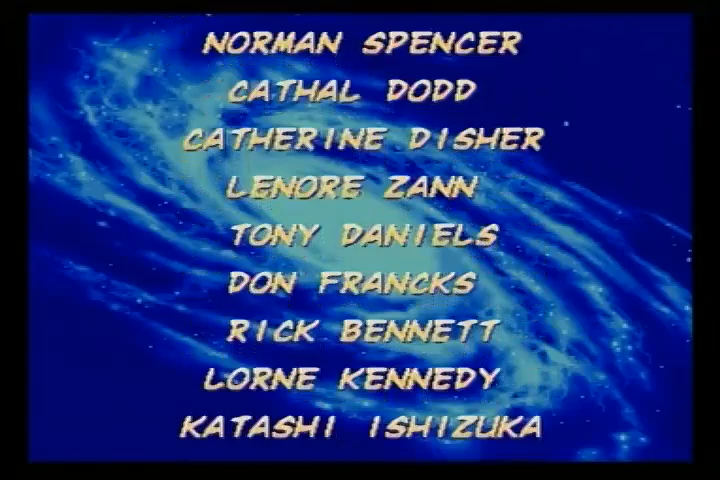 NORMAN SPENCER
CATHAL DODD
CATHERINE DISHER
LENORE ZANN
TONY DANIELS
DON FRANCKS
RICK BENNETT
LORNE KENNEDY
KATASHI ISHIZUKA